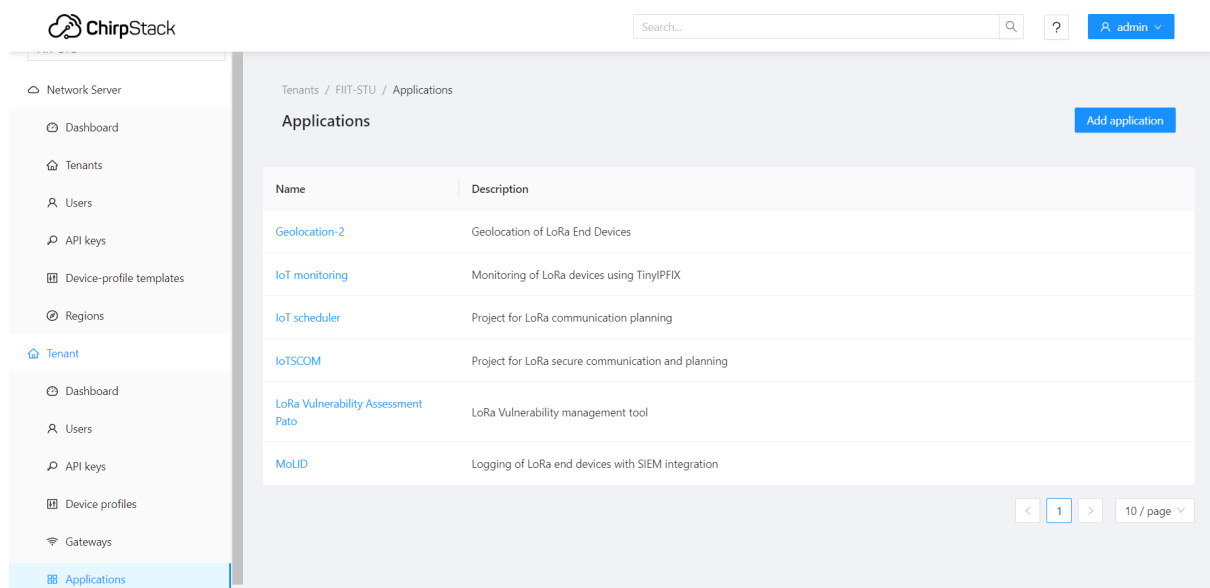 ChirpStack
Search...
?
admin
Network Server
Dashboard
Tenants
Users
API keys
Device-profile templates
Regions
Tenant
Dashboard
Users
API keys
Device profiles
Gateways
Applications
Tenants / FIIT-STU / Applications
Applications
Add application
Name Description
Geolocation-2 Geolocation of LoRa End Devices
IoT monitoring Monitoring of LoRa devices using TinyIPFIX
IoT scheduler Project for LoRa communication planning
IoTSCOM Project for LoRa secure communication and planning
LoRa Vulnerability Assessment
Pato
LoRa Vulnerability management tool
MoLID Logging of LoRa end devices with SIEM integration
< 1 > 10 / page